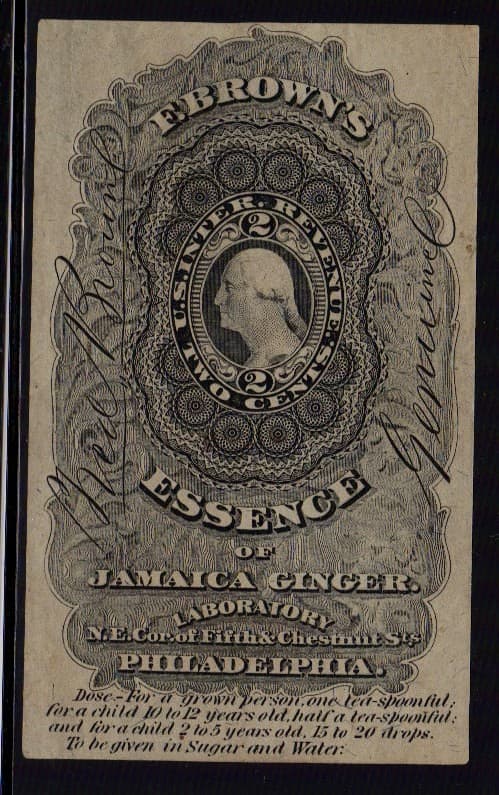 F. BROWN'S
U.S. INTER. REVENUE
2
2
TWO CENTS
Fred Brown
Genuine
ESSENCE
OF
JAMAICA GINGER.
LABORATORY
N.E. Cor. of Fifth & Chestnut Sts
PHILADELPHIA.
Dose - For a grown person, one tea-spoonful;
for a child 10 to 12 years old, half a tea-spoonful;
and for a child 2 to 5 years old, 15 to 20 drops.
To be given in Sugar and Water.